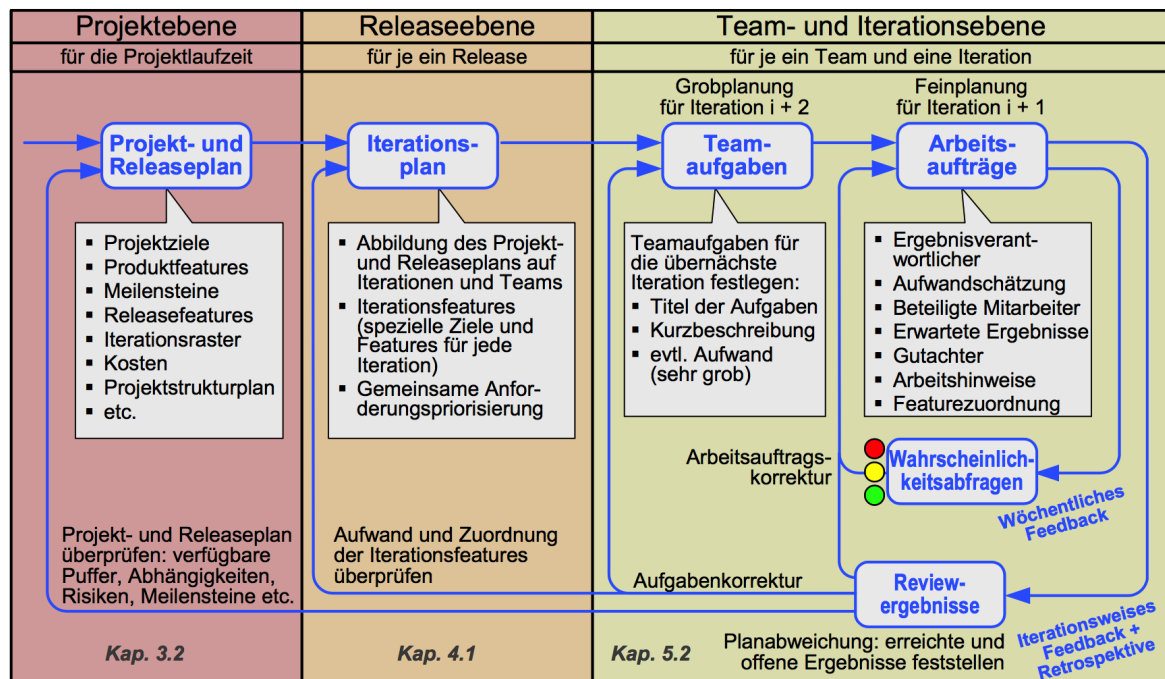 Projektebene
für die Projektlaufzeit
Releaseebene
für je ein Release
Team- und Iterationsebene
für je ein Team und eine Iteration
Grobplanung
für Iteration i + 2
Feinplanung
für Iteration i + 1
Projekt- und
Releaseplan
Iterations-
plan
Team-
aufgaben
Arbeits-
aufträge
▪ Projektziele
▪ Produktfeatures
▪ Meilensteine
▪ Releasefeatures
▪ Iterationsraster
▪ Kosten
▪ Projektstrukturplan
▪ etc.
▪ Abbildung des Projekt-
und Releaseplans auf
Iterationen und Teams
▪ Iterationsfeatures
(spezielle Ziele und
Features für jede
Iteration)
▪ Gemeinsame Anfor-
derungspriorisierung
Teamaufgaben für
die übernächste
Iteration festlegen:
▪ Titel der Aufgaben
▪ Kurzbeschreibung
▪ evtl. Aufwand
(sehr grob)
▪ Ergebnisverant-
wortlicher
▪ Aufwandschätzung
▪ Beteiligte Mitarbeiter
▪ Erwartete Ergebnisse
▪ Gutachter
▪ Arbeitshinweise
▪ Featurezuordnung
Arbeitsauftrags-
korrektur
Wahrscheinlich-
keitsabfragen
Wöchentliches
Feedback
Projekt- und Releaseplan
überprüfen: verfügbare
Puffer, Abhängigkeiten,
Risiken, Meilensteine etc.
Aufwand und Zuordnung
der Iterationsfeatures
überprüfen
Aufgabenkorrektur
Review-
ergebnisse
Iterationsweises
Feedback +
Retrospektive
Planabweichung: erreichte und
offene Ergebnisse feststellen
Kap. 3.2
Kap. 4.1
Kap. 5.2